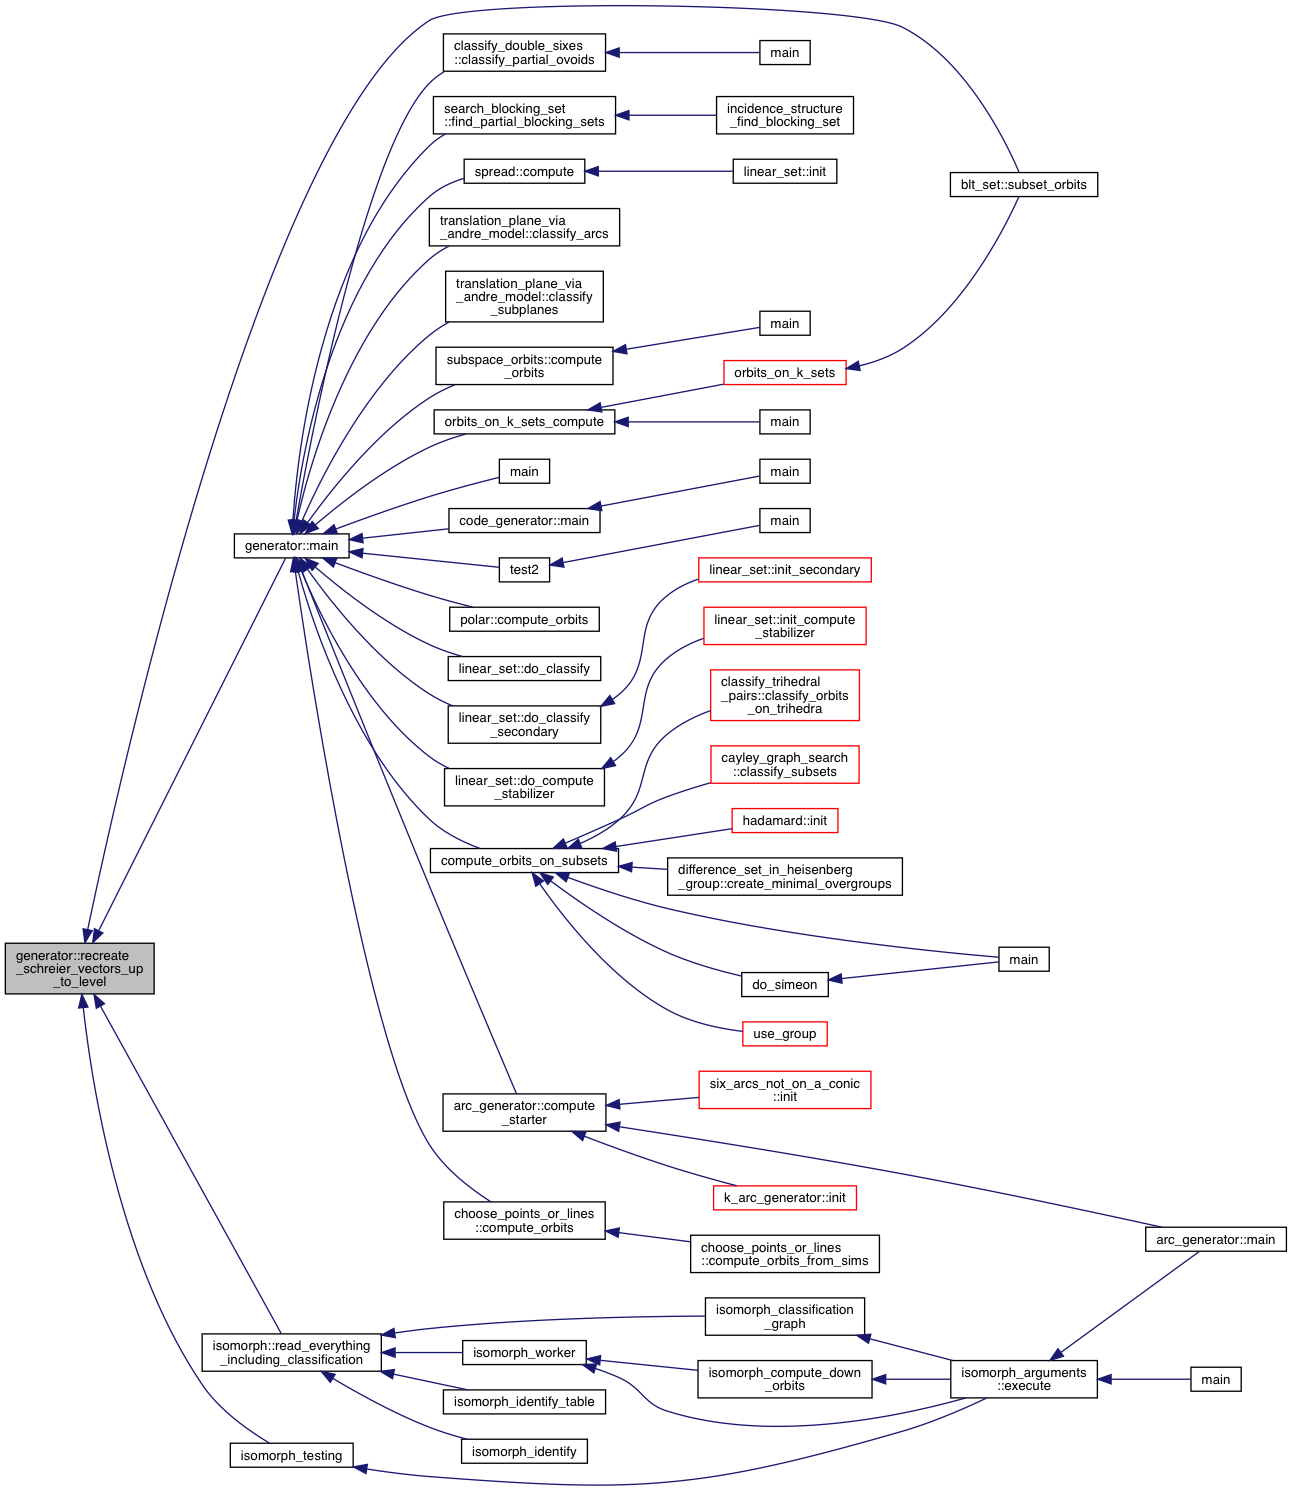 classify_double_sixes
::classify_partial_ovoids
main
search_blocking_set
::find_partial_blocking_sets
incidence_structure
_find_blocking_set
spread::compute
linear_set::init
blt_set::subset_orbits
translation_plane_via
_andre_model::classify_arcs
translation_plane_via
_andre_model::classify
_subplanes
main
subspace_orbits::compute
_orbits
orbits_on_k_sets
orbits_on_k_sets_compute
main
main
main
code_generator::main
main
generator::main
test2
linear_set::init_secondary
polar::compute_orbits
linear_set::init_compute
_stabilizer
linear_set::do_classify
classify_trihedral
_pairs::classify_orbits
_on_trihedra
linear_set::do_classify
_secondary
cayley_graph_search
::classify_subsets
linear_set::do_compute
_stabilizer
hadamard::init
compute_orbits_on_subsets
difference_set_in_heisenberg
_group::create_minimal_overgroups
generator::recreate
_schreier_vectors_up
_to_level
main
do_simeon
use_group
six_arcs_not_on_a_conic
::init
arc_generator::compute
_starter
k_arc_generator::init
choose_points_or_lines
::compute_orbits
arc_generator::main
choose_points_or_lines
::compute_orbits_from_sims
isomorph_classification
_graph
isomorph::read_everything
_including_classification
isomorph_worker
isomorph_compute_down
_orbits
isomorph_arguments
::execute
main
isomorph_identify_table
isomorph_identify
isomorph_testing